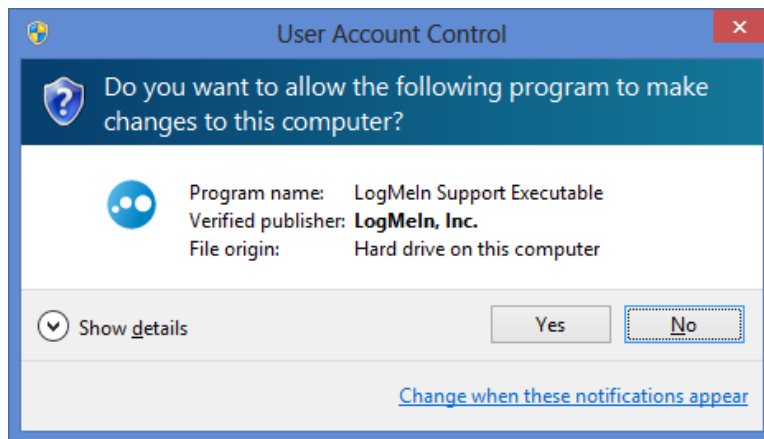 User Account Control
Do you want to allow the following program to make
changes to this computer?
Program name: LogMeIn Support Executable
Verified publisher: LogMeIn, Inc.
File origin: Hard drive on this computer
Show details
Yes
No
Change when these notifications appear